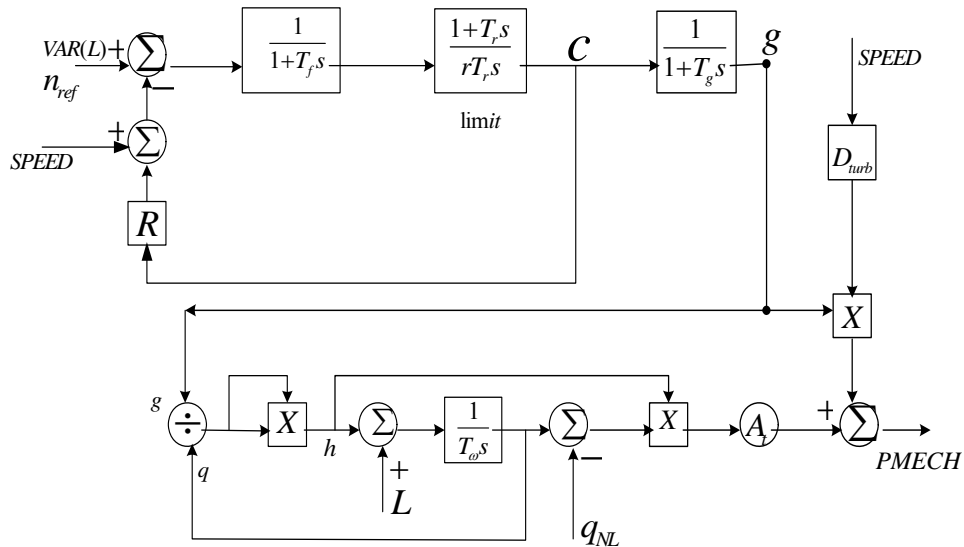 VAR(L) +
n_ref
Σ
−
1
1+T_f s
1+T_r s
rT_r s
limit
C
1
1+T_g s
g
SPEED
+
SPEED
Σ
D_turb
R
X
g
÷
q
X
h
Σ
+
L
1
T_ω s
Σ
−
q_NL
X
A_t
+
Σ
PMECH